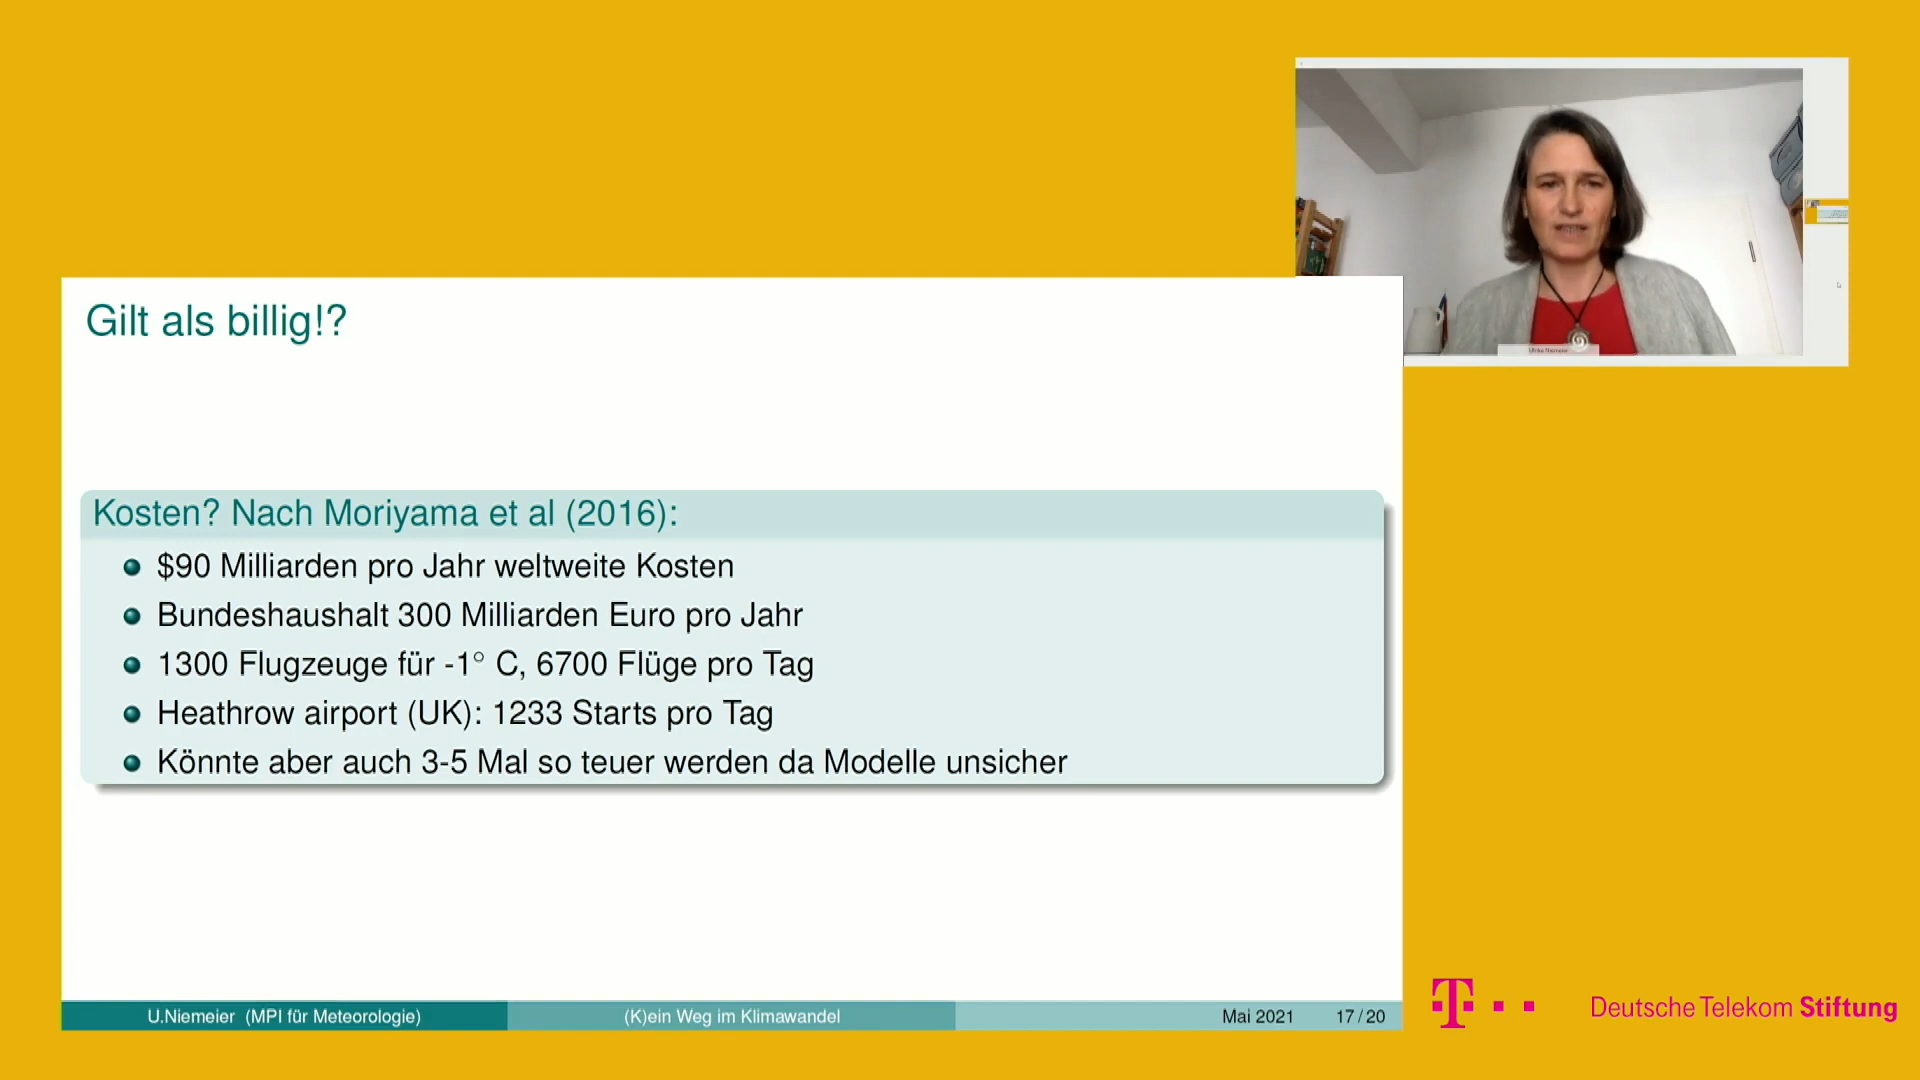 Gilt als billig!?
Kosten? Nach Moriyama et al (2016):
$90 Milliarden pro Jahr weltweite Kosten
Bundeshaushalt 300 Milliarden Euro pro Jahr
1300 Flugzeuge für -1° C, 6700 Flüge pro Tag
Heathrow airport (UK): 1233 Starts pro Tag
Könnte aber auch 3-5 Mal so teuer werden da Modelle unsicher
U.Niemeier (MPI für Meteorologie)
(K)ein Weg im Klimawandel
Mai 2021
17/20
Ulrike Niemeier
T
Deutsche Telekom Stiftung